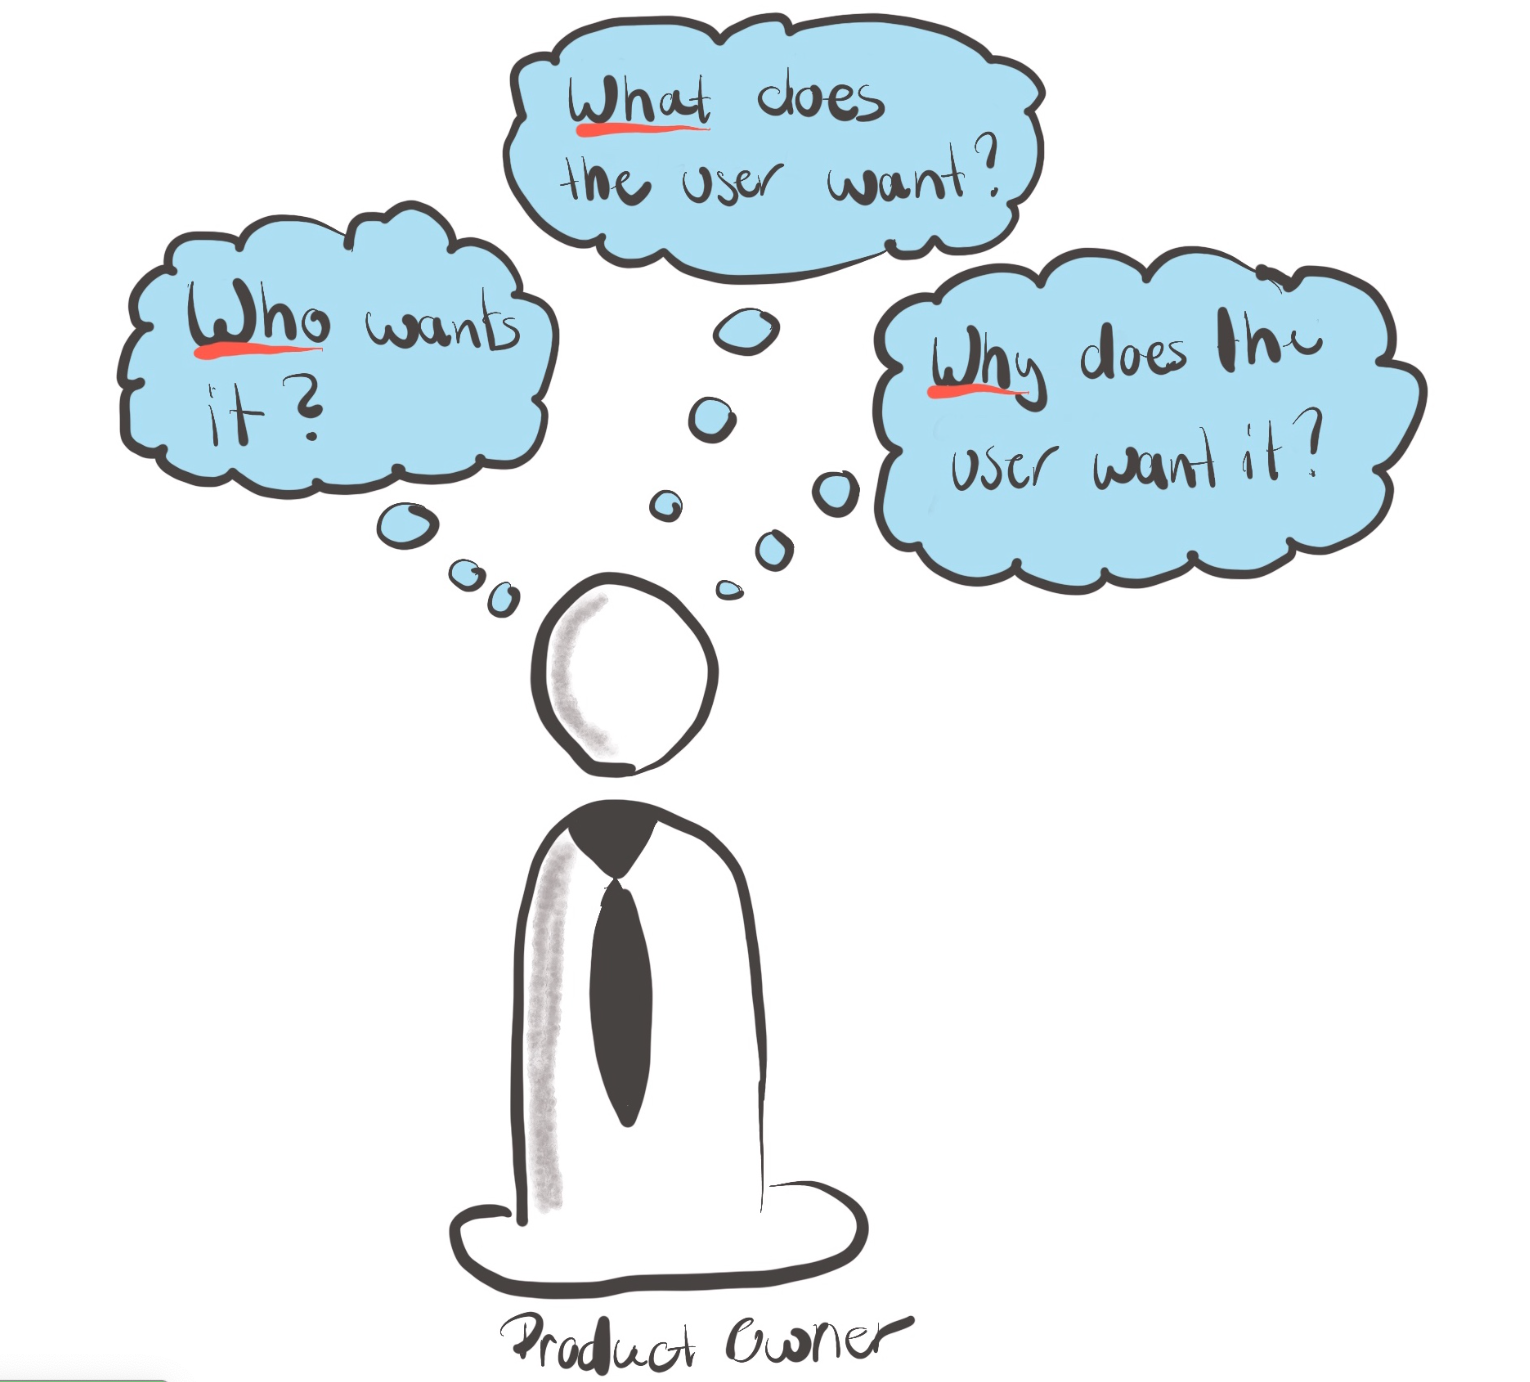 What does
the user want?
Who wants
it?
Why does the
user want it?
Product Owner